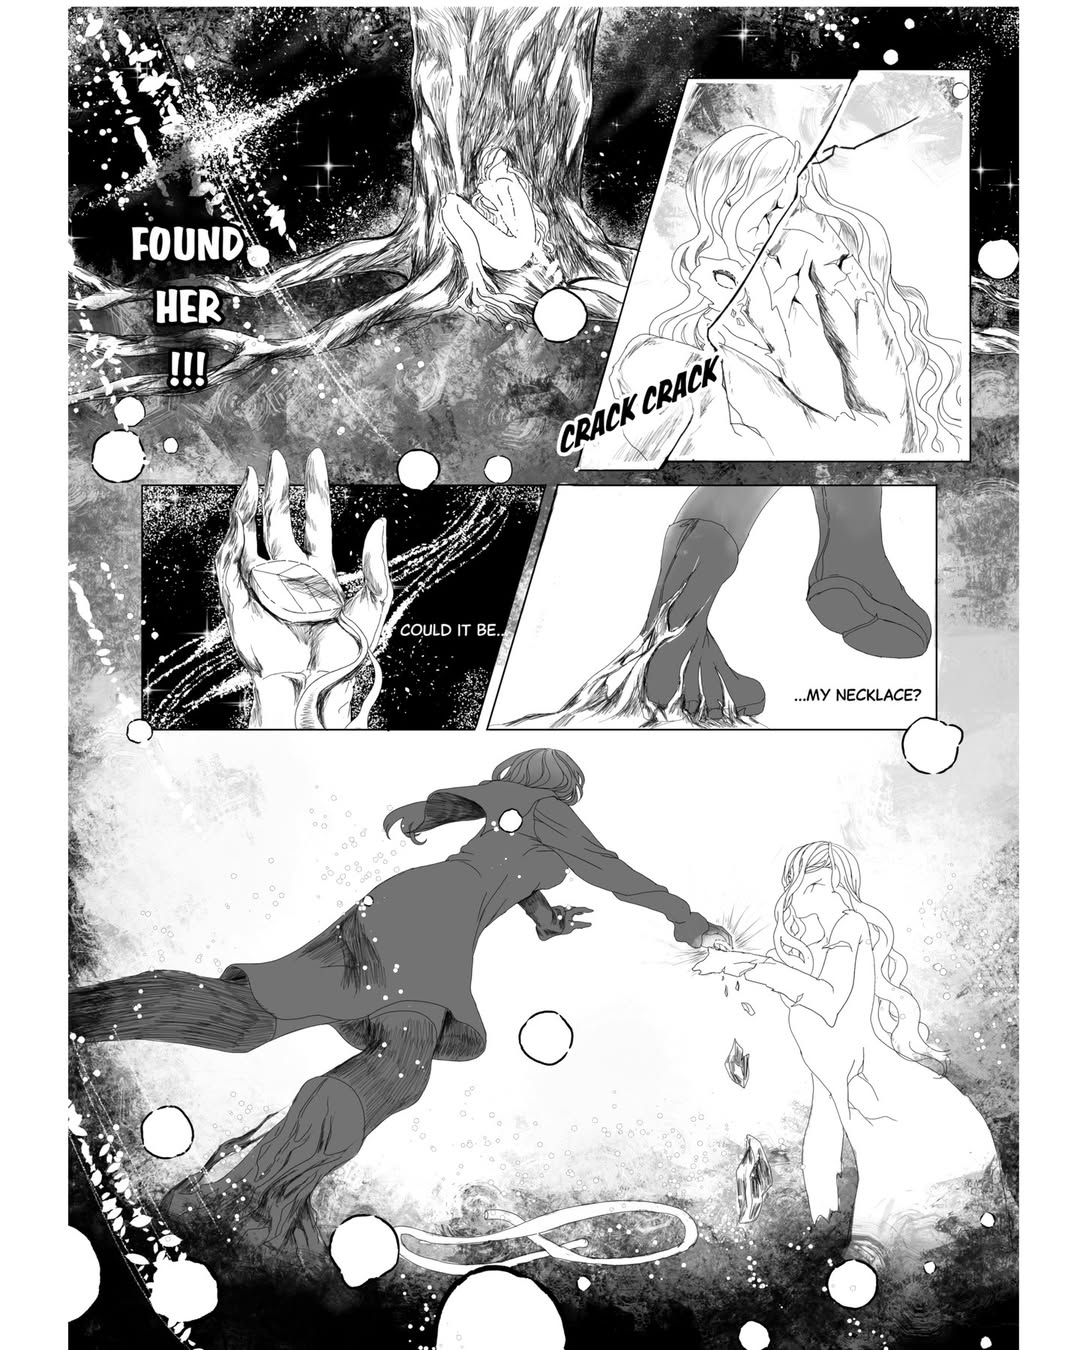 FOUND
HER
!!!
CRACK CRACK
COULD IT BE...
...MY NECKLACE?